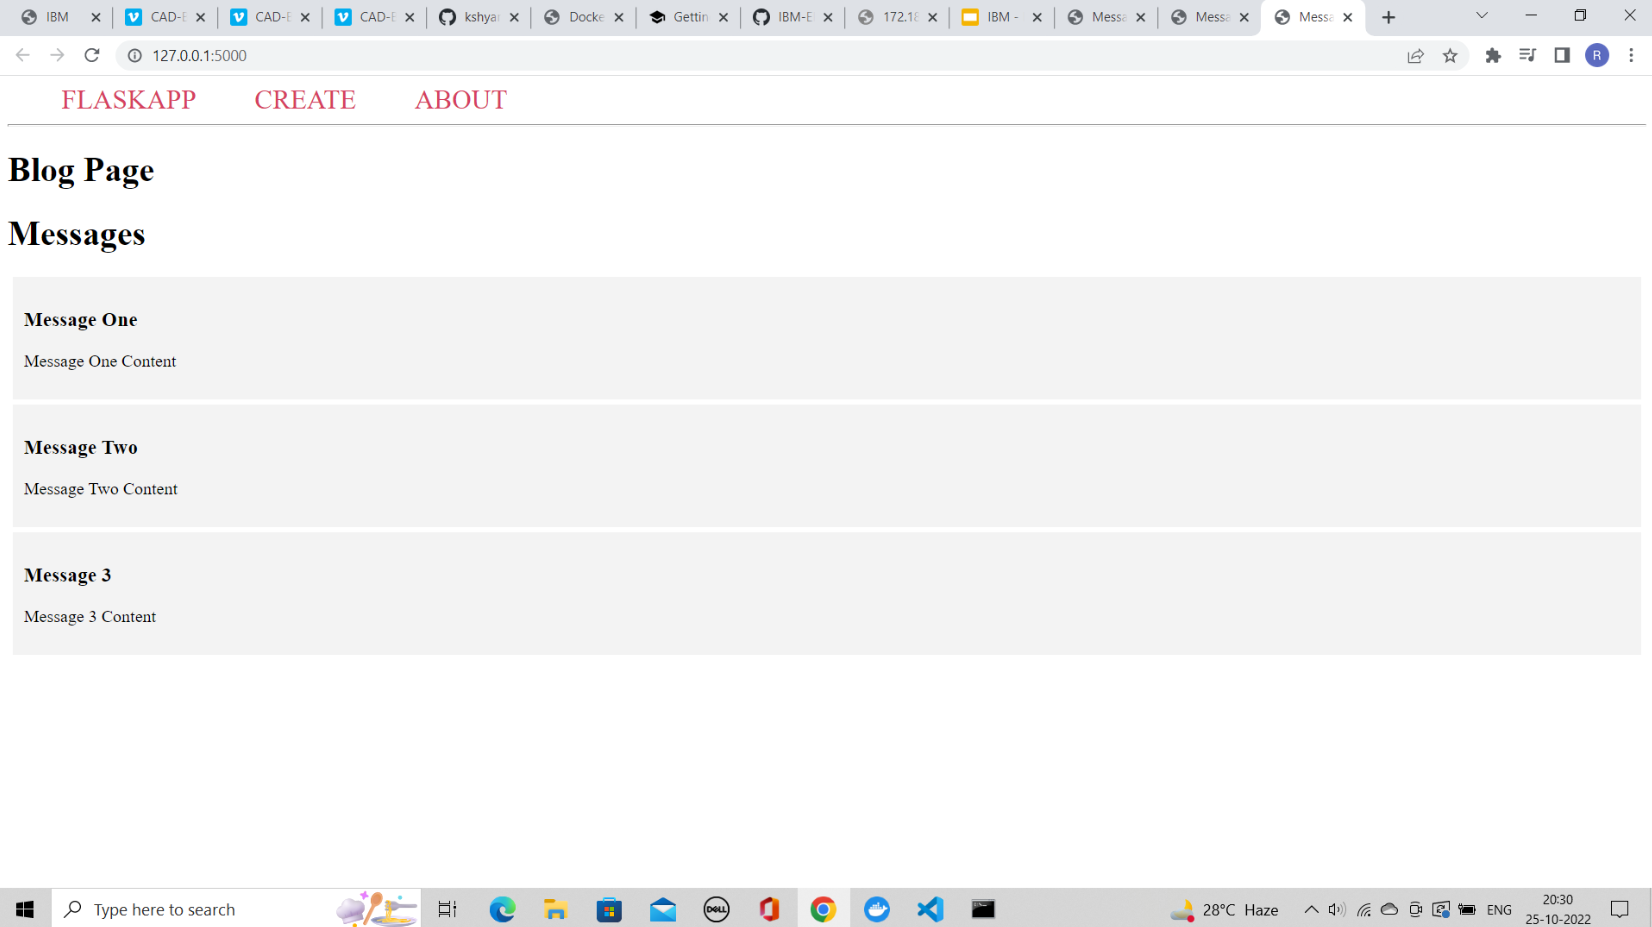 IBM
CAD-E
CAD-E
CAD-E
kshya
Docke
Gettin
IBM-E
172.18
IBM -
Messa
Messa
Messa
127.0.0.1:5000
R
FLASKAPP CREATE ABOUT
Blog Page
Messages
Message One
Message One Content
Message Two
Message Two Content
Message 3
Message 3 Content
Type here to search
DELL
28°C Haze
ENG
20:30
25-10-2022